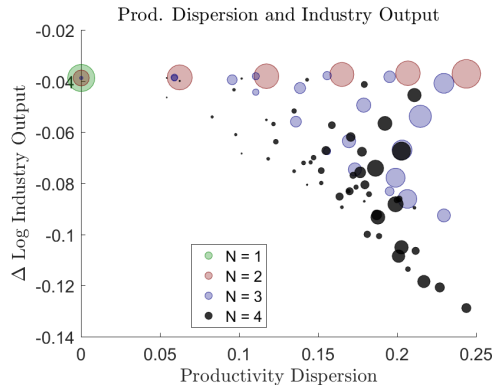 Prod. Dispersion and Industry Output
Δ Log Industry Output
-0.02
-0.04
-0.06
-0.08
-0.1
-0.12
-0.14
N = 1
N = 2
N = 3
N = 4
0
0.05
0.1
0.15
0.2
0.25
Productivity Dispersion